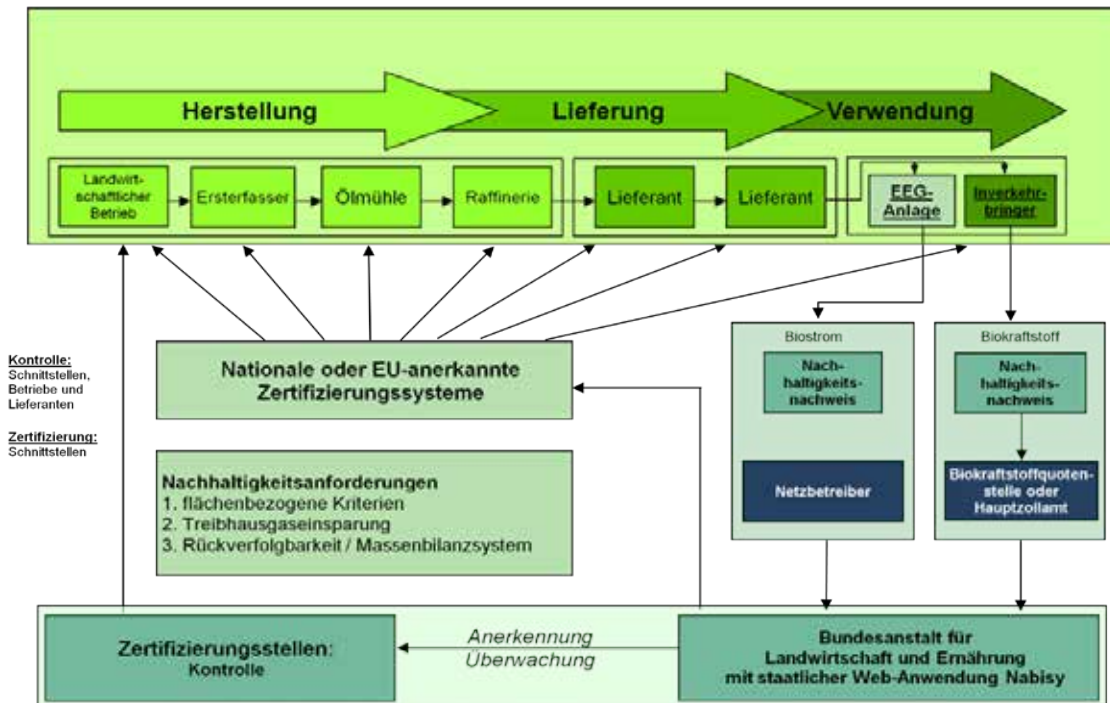 Herstellung
Lieferung
Verwendung
Landwirt-
schaftlicher
Betrieb
Ersterfasser
Ölmühle
Raffinerie
Lieferant
Lieferant
EEG-
Anlage
Inverkehr-
bringer
Kontrolle:
Schnittstellen,
Betriebe und
Lieferanten
Zertifizierung:
Schnittstellen
Nationale oder EU-anerkannte
Zertifizierungssysteme
Nachhaltigkeitsanforderungen
1. flächenbezogene Kriterien
2. Treibhausgaseinsparung
3. Rückverfolgbarkeit / Massenbilanzsystem
Biostrom
Nach-
haltigkeits-
nachweis
Netzbetreiber
Biokraftstoff
Nach-
haltigkeits-
nachweis
Biokraftstoffquoten-
stelle oder
Hauptzollamt
Zertifizierungsstellen:
Kontrolle
Anerkennung
Überwachung
Bundesanstalt für
Landwirtschaft und Ernährung
mit staatlicher Web-Anwendung Nabisy